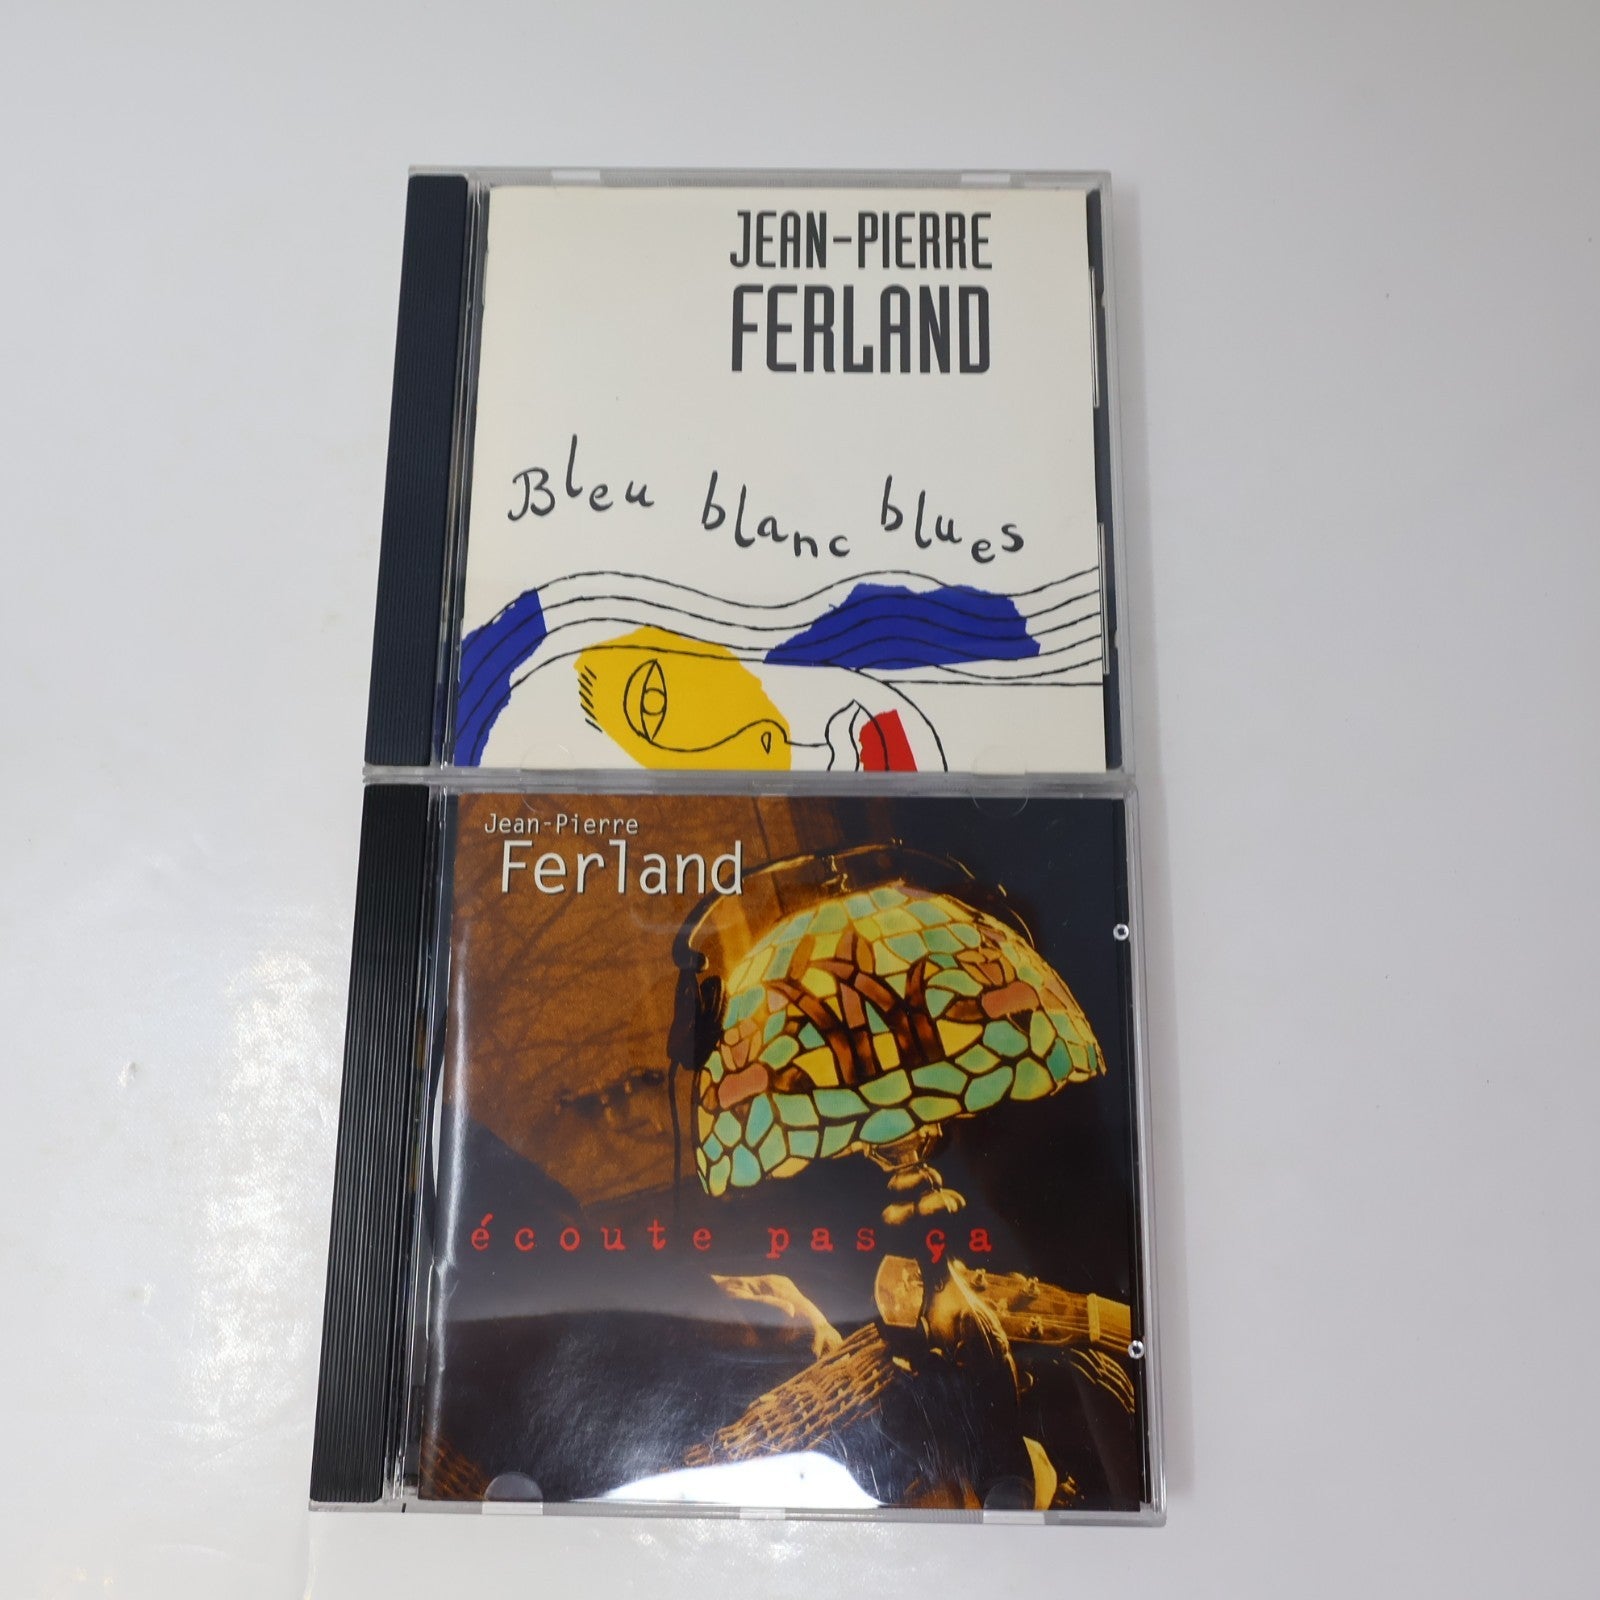 JEAN-PIERRE
FERLAND
Bleu blanc blues
Jean-Pierre
Ferland
écoute pas ça